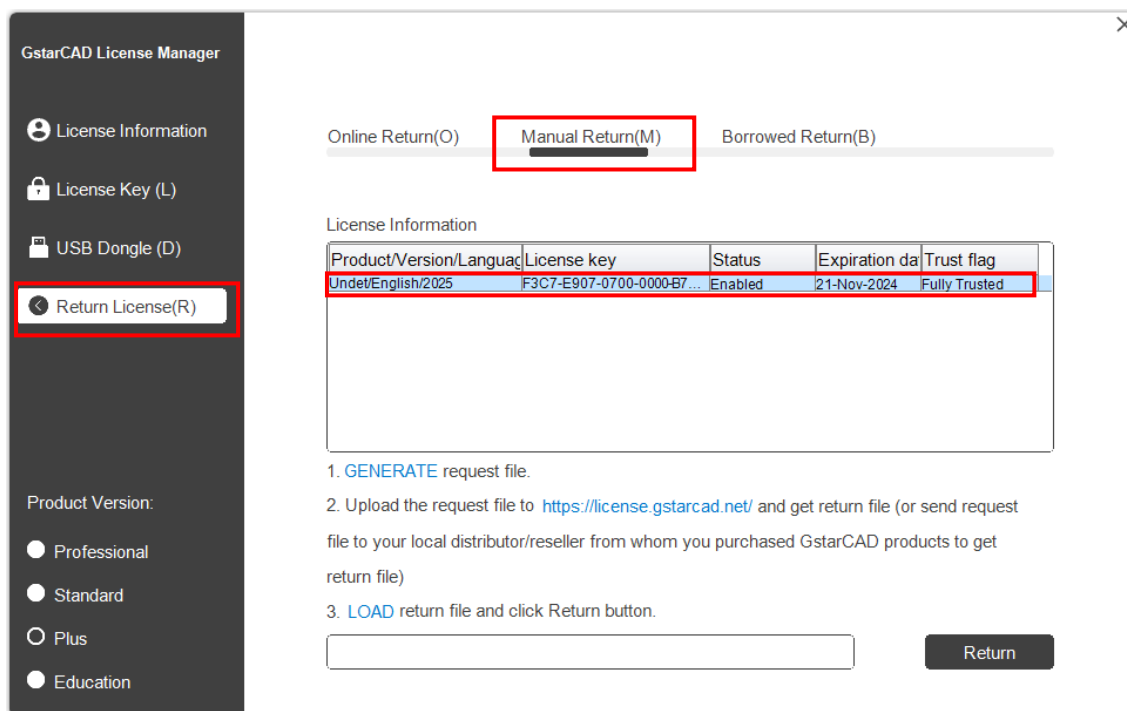 GstarCAD License Manager
License Information
License Key (L)
USB Dongle (D)
Return License(R)
Product Version:
Professional
Standard
Plus
Education
Online Return(O) Manual Return(M) Borrowed Return(B)
License Information
Product/Version/Languag License key Status Expiration da Trust flag
Undet/English/2025 F3C7-E907-0700-0000-B7... Enabled 21-Nov-2024 Fully Trusted
1. GENERATE request file.
2. Upload the request file to https://license.gstarcad.net/ and get return file (or send request
file to your local distributor/reseller from whom you purchased GstarCAD products to get
return file)
3. LOAD return file and click Return button.
Return